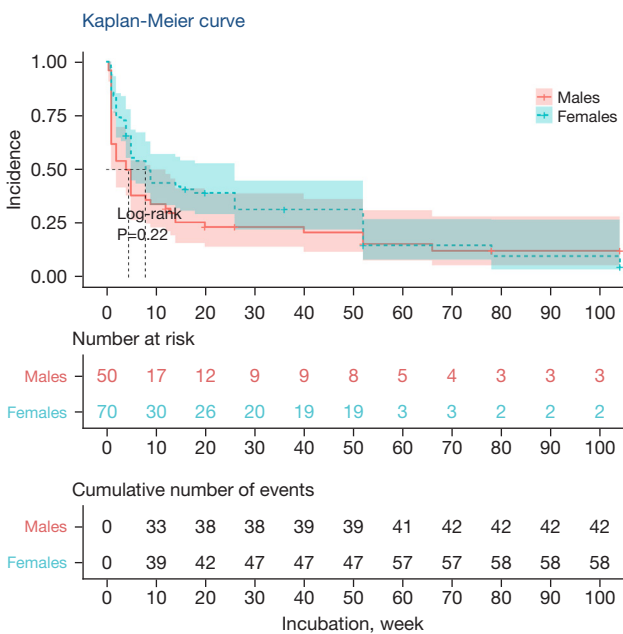 Kaplan-Meier curve
Incidence
1.00
0.75
0.50
0.25
0.00
Males
Females
Log-rank
P=0.22
0 10 20 30 40 50 60 70 80 90 100
Number at risk
Males 50 17 12 9 9 8 5 4 3 3 3
Females 70 30 26 20 19 19 3 3 2 2 2
0 10 20 30 40 50 60 70 80 90 100
Cumulative number of events
Males 0 33 38 38 39 39 41 42 42 42 42
Females 0 39 42 47 47 47 57 57 58 58 58
0 10 20 30 40 50 60 70 80 90 100
Incubation, week